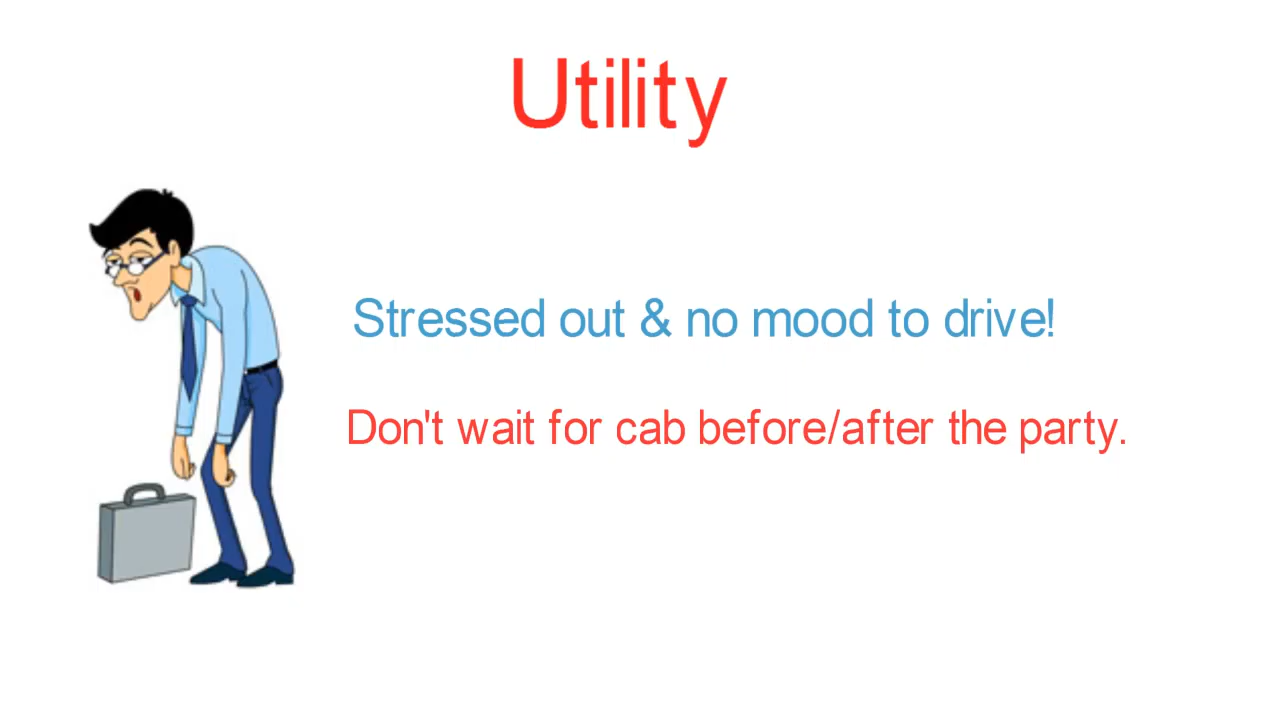 Utility
Stressed out & no mood to drive!
Don't wait for cab before/after the party.